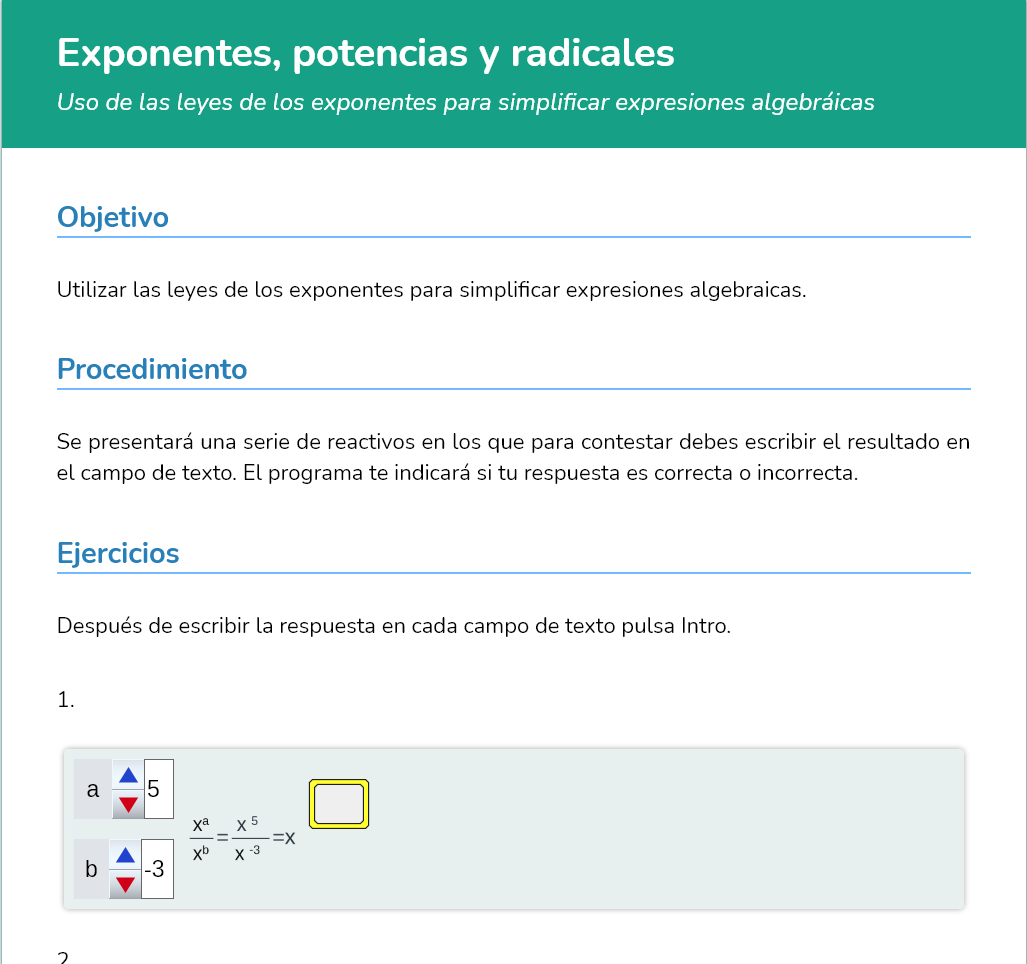 Exponentes, potencias y radicales
Uso de las leyes de los exponentes para simplificar expresiones algebráicas
Objetivo
Utilizar las leyes de los exponentes para simplificar expresiones algebraicas.
Procedimiento
Se presentará una serie de reactivos en los que para contestar debes escribir el resultado en
el campo de texto. El programa te indicará si tu respuesta es correcta o incorrecta.
Ejercicios
Después de escribir la respuesta en cada campo de texto pulsa Intro.
1.
a 5
x^a / x^b = x^5 / x^-3 = x
b -3
2